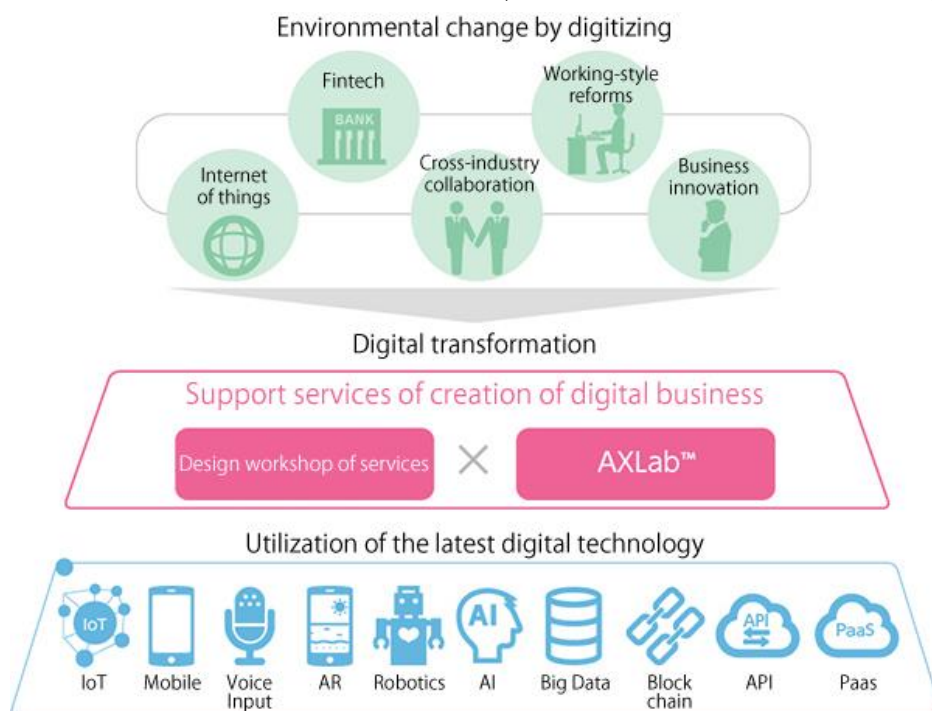 Environmental change by digitizing
Fintech
BANK
Working-style
reforms
Internet
of things
Cross-industry
collaboration
Business
innovation
Digital transformation
Support services of creation of digital business
Design workshop of services
×
AXLab™
Utilization of the latest digital technology
IoT
AI
API
PaaS
IoT
Mobile
Voice
Input
AR
Robotics
AI
Big Data
Block
chain
API
Paas